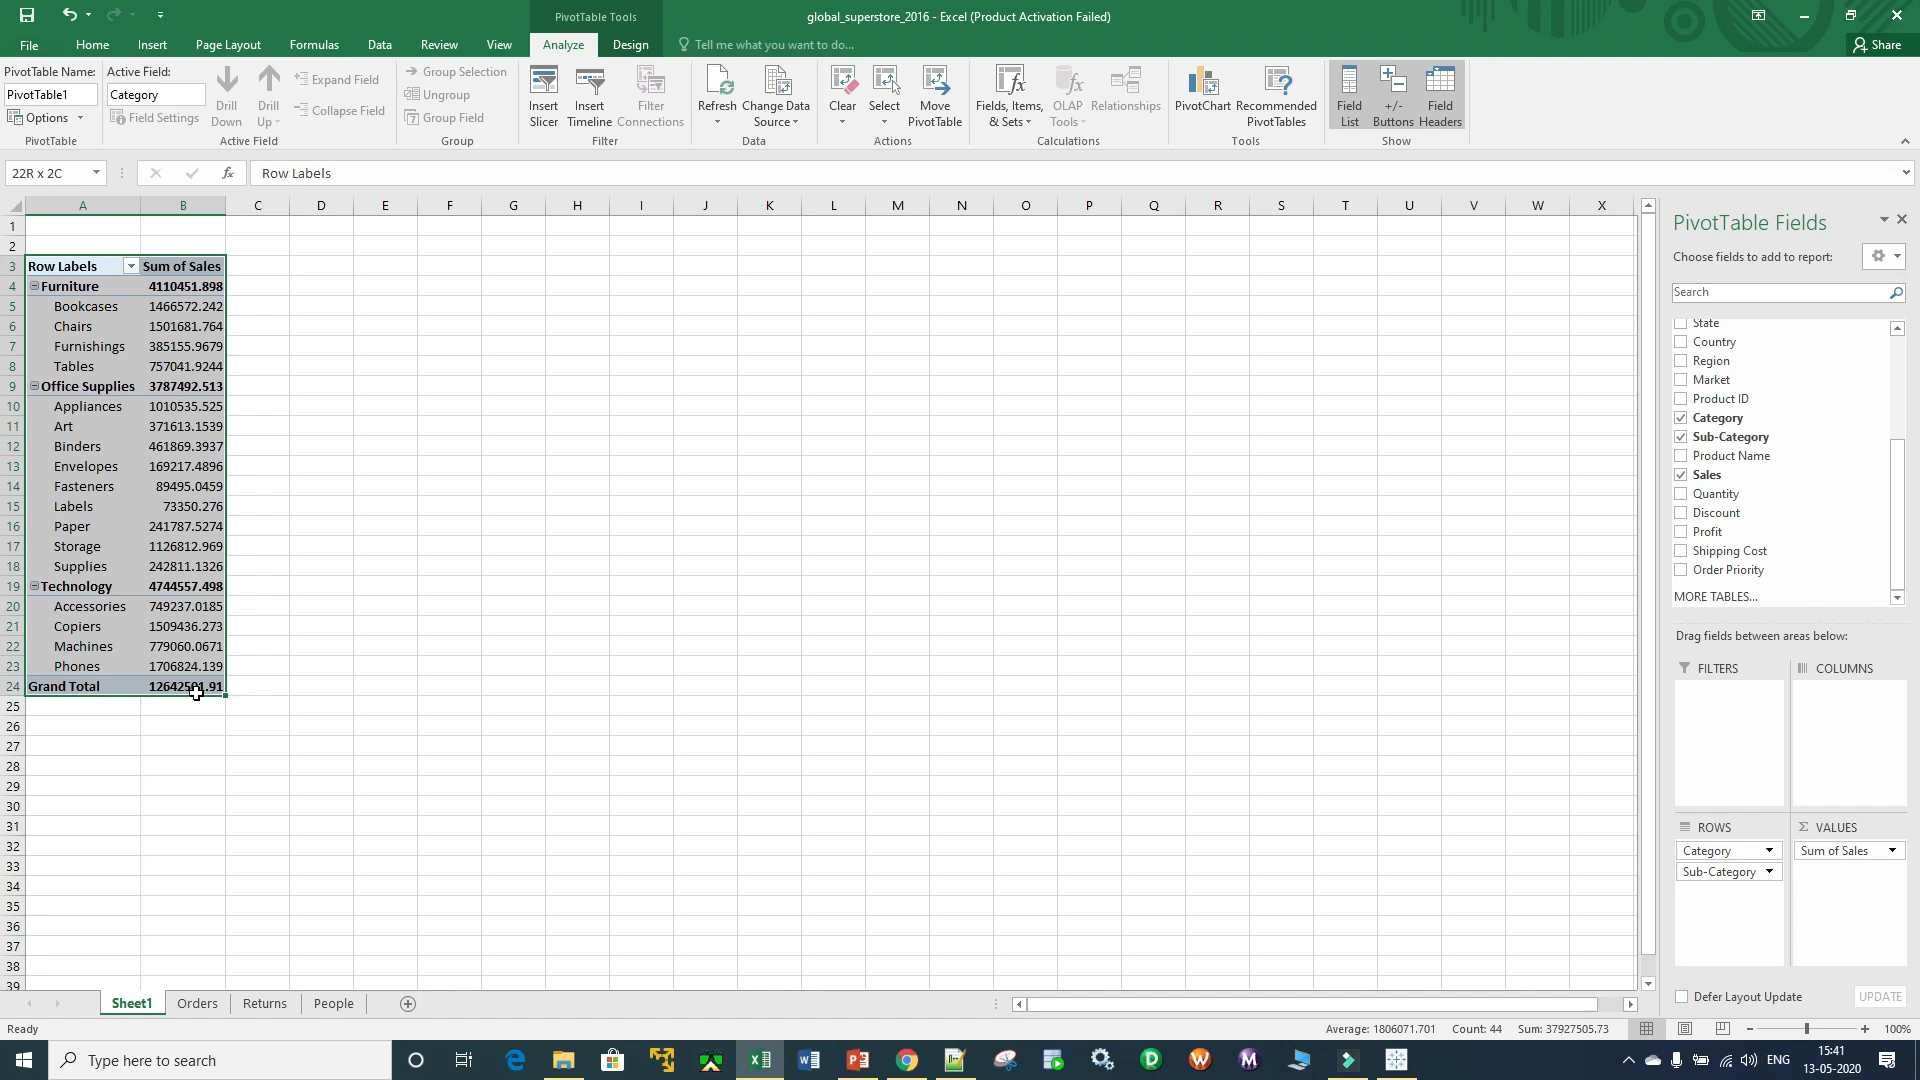 PivotTable Tools
global_superstore_2016 - Excel (Product Activation Failed)
File Home Insert Page Layout Formulas Data Review View Analyze Design Tell me what you want to do... Share
PivotTable Name:
PivotTable1
Options
PivotTable
Active Field:
Category
Field Settings
Drill Down
Drill Up
Expand Field
Collapse Field
Active Field
Group Selection
Ungroup
Group Field
Group
Insert Slicer
Insert Timeline
Filter Connections
Filter
Refresh
Change Data Source
Data
Clear
Select
Move PivotTable
Actions
Fields, Items, & Sets
OLAP Tools
Relationships
Calculations
PivotChart
Recommended PivotTables
Tools
Field List
+/- Buttons
Field Headers
Show
22R x 2C fx Row Labels
A B C D E F G H I J K L M N O P Q R S T U V W X
1
2
3 Row Labels Sum of Sales
4 Furniture 4110451.898
5 Bookcases 1466572.242
6 Chairs 1501681.764
7 Furnishings 385155.9679
8 Tables 757041.9244
9 Office Supplies 3787492.513
10 Appliances 1010535.525
11 Art 371613.1539
12 Binders 461869.3937
13 Envelopes 169217.4896
14 Fasteners 89495.0459
15 Labels 73350.276
16 Paper 241787.5274
17 Storage 1126812.969
18 Supplies 242811.1326
19 Technology 4744557.498
20 Accessories 749237.0185
21 Copiers 1509436.273
22 Machines 779060.0671
23 Phones 1706824.139
24 Grand Total
25
26
27
28
29
30
31
32
33
34
35
36
37
38
39
PivotTable Fields
Choose fields to add to report:
Search
State
Country
Region
Market
Product ID
Category
Sub-Category
Product Name
Sales
Quantity
Discount
Profit
Shipping Cost
Order Priority
MORE TABLES...
Drag fields between areas below:
FILTERS
COLUMNS
ROWS
Category
Sub-Category
Σ VALUES
Sum of Sales
Defer Layout Update UPDATE
Sheet1 Orders Returns People
Ready Average: 1806071.701 Count: 44 Sum: 37927505.73 100%
Type here to search
ENG
15:41
13-05-2020